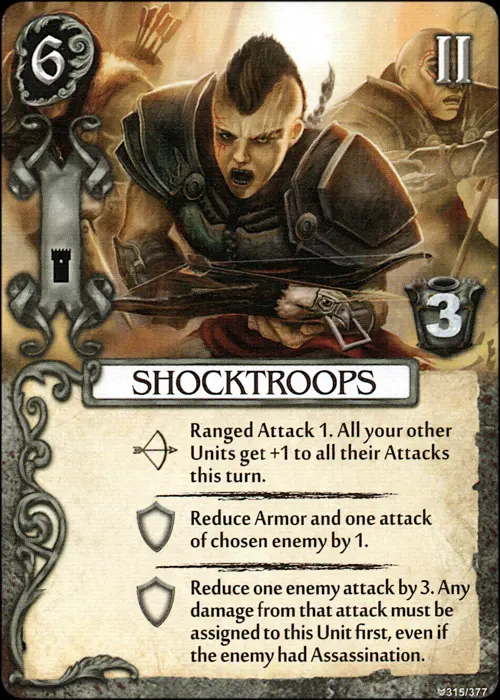 6
II
3
SHOCKTROOPS
Ranged Attack 1. All your other
Units get +1 to all their Attacks
this turn.
Reduce Armor and one attack
of chosen enemy by 1.
Reduce one enemy attack by 3. Any
damage from that attack must be
assigned to this Unit first, even if
the enemy had Assassination.
315/377